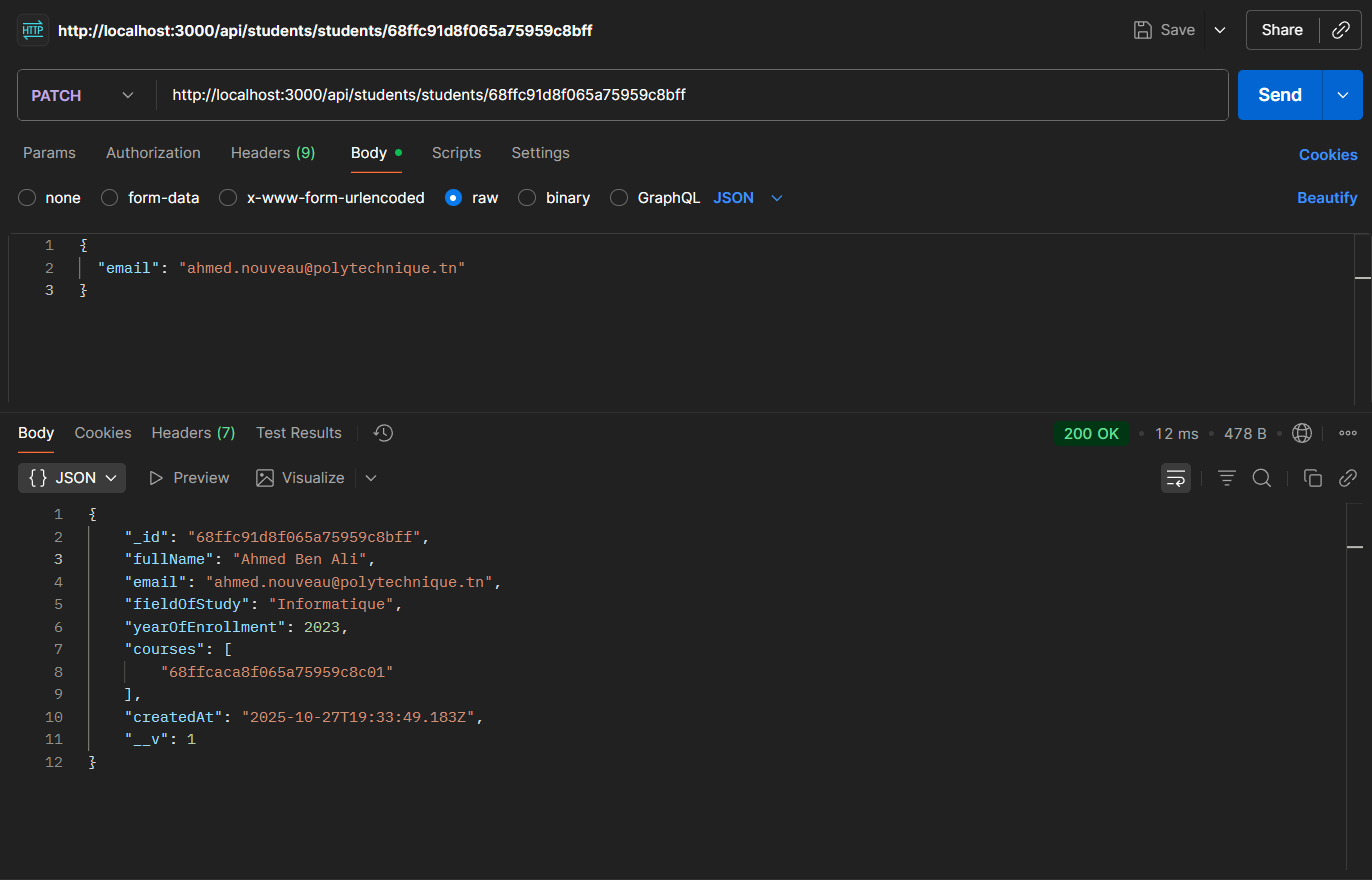 HTTP http://localhost:3000/api/students/students/68ffc91d8f065a75959c8bff Save Share
PATCH http://localhost:3000/api/students/students/68ffc91d8f065a75959c8bff Send
Params Authorization Headers (9) Body Scripts Settings Cookies
none form-data x-www-form-urlencoded raw binary GraphQL JSON Beautify
1 {
2 "email": "ahmed.nouveau@polytechnique.tn"
3 }
Body Cookies Headers (7) Test Results 200 OK 12 ms 478 B
{} JSON Preview Visualize
1 {
2 "_id": "68ffc91d8f065a75959c8bff",
3 "fullName": "Ahmed Ben Ali",
4 "email": "ahmed.nouveau@polytechnique.tn",
5 "fieldOfStudy": "Informatique",
6 "yearOfEnrollment": 2023,
7 "courses": [
8 "68ffcaca8f065a75959c8c01"
9 ],
10 "createdAt": "2025-10-27T19:33:49.183Z",
11 "__v": 1
12 }